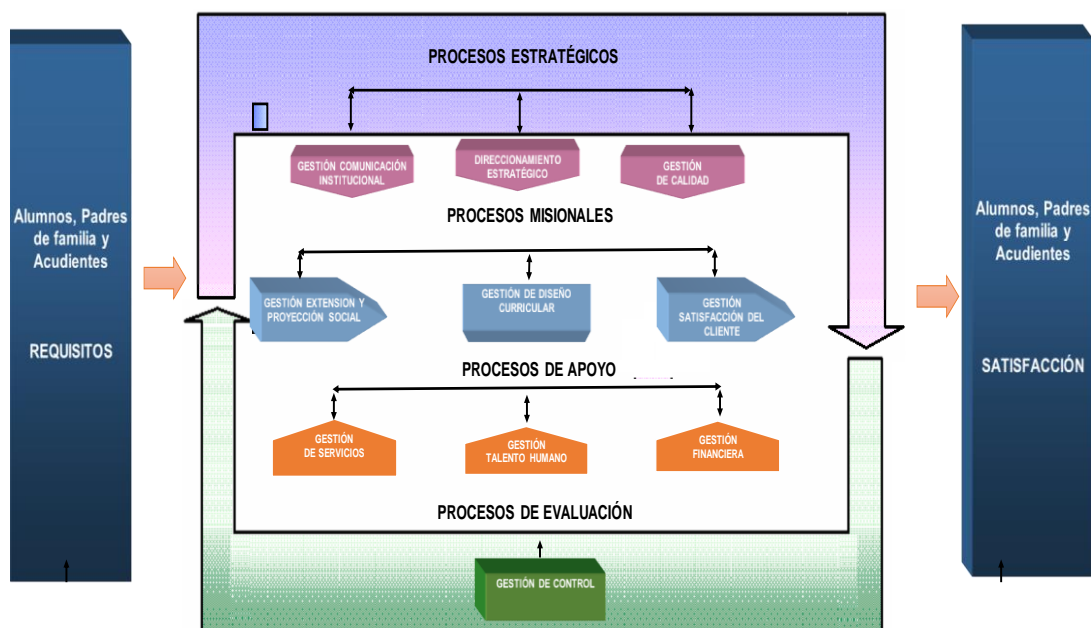 PROCESOS ESTRATÉGICOS
GESTIÓN COMUNICACIÓN
INSTITUCIONAL
DIRECCIONAMIENTO
ESTRATÉGICO
GESTIÓN
DE CALIDAD
Alumnos, Padres
de familia y
Acudientes
REQUISITOS
PROCESOS MISIONALES
GESTIÓN EXTENSION Y
PROYECCIÓN SOCIAL
GESTIÓN DE DISEÑO
CURRICULAR
GESTIÓN
SATISFACCIÓN DEL
CLIENTE
PROCESOS DE APOYO
GESTIÓN
DE SERVICIOS
GESTIÓN
TALENTO HUMANO
GESTIÓN
FINANCIERA
PROCESOS DE EVALUACIÓN
GESTIÓN DE CONTROL
Alumnos, Padres
de familia y
Acudientes
SATISFACCIÓN